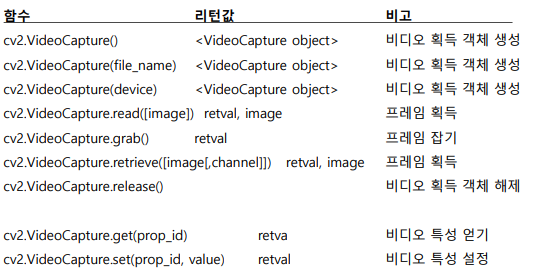 함수 리턴값 비고
cv2.VideoCapture() <VideoCapture object> 비디오 획득 객체 생성
cv2.VideoCapture(file_name) <VideoCapture object> 비디오 획득 객체 생성
cv2.VideoCapture(device) <VideoCapture object> 비디오 획득 객체 생성
cv2.VideoCapture.read([image]) retval, image 프레임 획득
cv2.VideoCapture.grab() retval 프레임 잡기
cv2.VideoCapture.retrieve([image[,channel]]) retval, image 프레임 획득
cv2.VideoCapture.release() 비디오 획득 객체 해제
cv2.VideoCapture.get(prop_id) retva 비디오 특성 얻기
cv2.VideoCapture.set(prop_id, value) retval 비디오 특성 설정